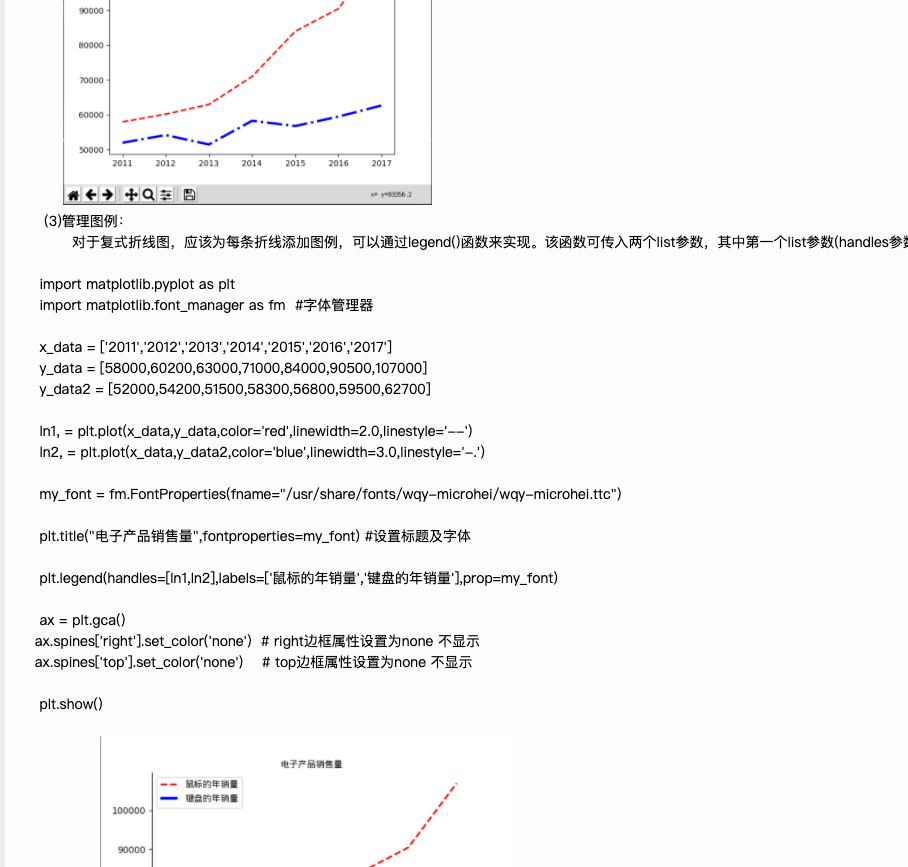 90000
80000
70000
60000
50000
2011 2012 2013 2014 2015 2016 2017
x= y=93356.2
(3)管理图例：
对于复式折线图，应该为每条折线添加图例，可以通过legend()函数来实现。该函数可传入两个list参数，其中第一个list参数(handles参数
import matplotlib.pyplot as plt
import matplotlib.font_manager as fm #字体管理器
x_data = ['2011','2012','2013','2014','2015','2016','2017']
y_data = [58000,60200,63000,71000,84000,90500,107000]
y_data2 = [52000,54200,51500,58300,56800,59500,62700]
ln1, = plt.plot(x_data,y_data,color='red',linewidth=2.0,linestyle='--')
ln2, = plt.plot(x_data,y_data2,color='blue',linewidth=3.0,linestyle='-.')
my_font = fm.FontProperties(fname="/usr/share/fonts/wqy-microhei/wqy-microhei.ttc")
plt.title("电子产品销售量",fontproperties=my_font) #设置标题及字体
plt.legend(handles=[ln1,ln2],labels=['鼠标的年销量','键盘的年销量'],prop=my_font)
ax = plt.gca()
ax.spines['right'].set_color('none') # right边框属性设置为none 不显示
ax.spines['top'].set_color('none') # top边框属性设置为none 不显示
plt.show()
电子产品销售量
鼠标的年销量
键盘的年销量
100000
90000